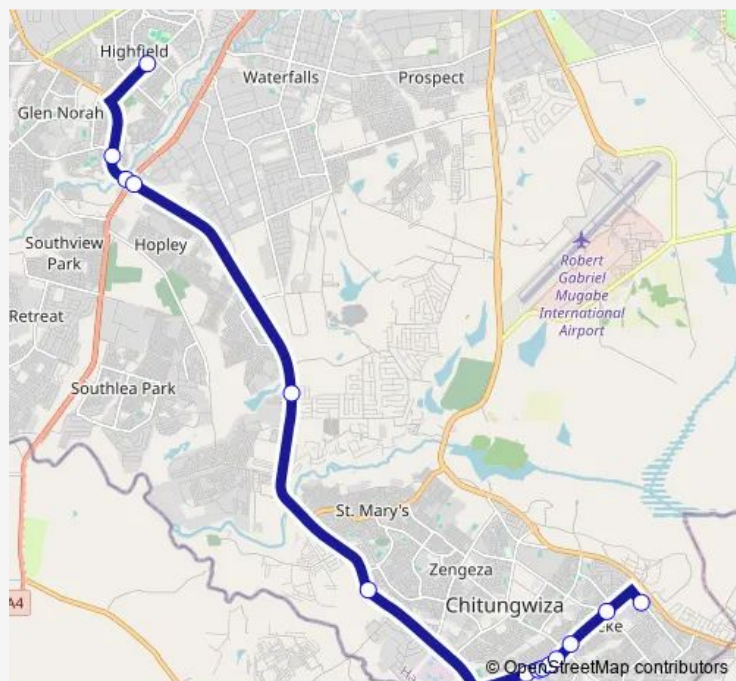 Highfield
Waterfalls
Prospect
Glen Norah
Southview
Park
Hopley
Robert
Gabriel
Mugabe
International
Airport
Retreat
Southlea Park
St. Mary's
Zengeza
A4
Chitungwiza
eke
© OpenStreetMap contributors